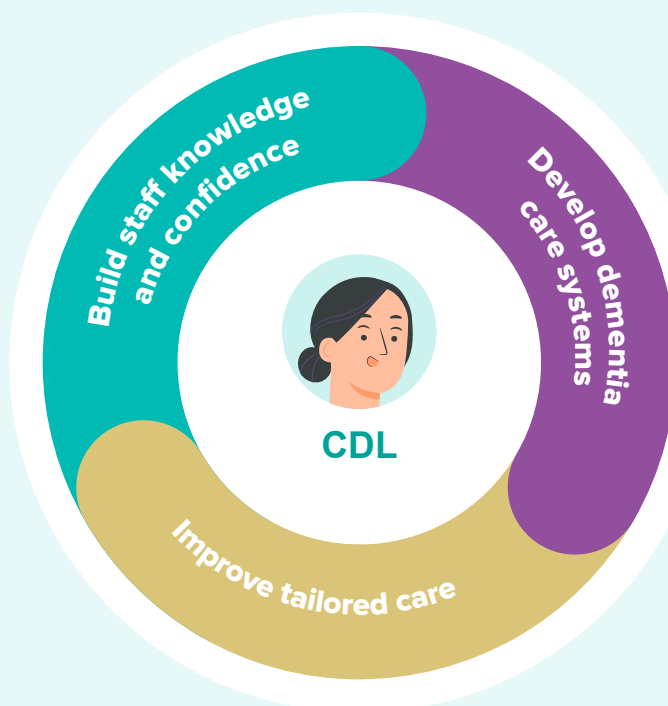 Build staff knowledge
and confidence
Develop dementia
care systems
CDL
Improve tailored care